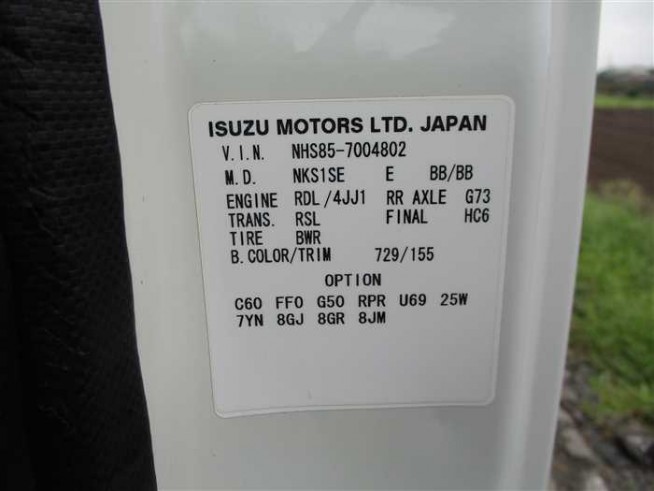 ISUZU MOTORS LTD. JAPAN
V.I.N. NHS85-7004802
M.D. NKS1SE E BB/BB
ENGINE RDL/4JJ1 RR AXLE G73
TRANS. RSL FINAL HC6
TIRE BWR
B.COLOR/TRIM 729/155
OPTION
C60 FF0 G50 RPR U69 25W
7YN 8GJ 8GR 8JM